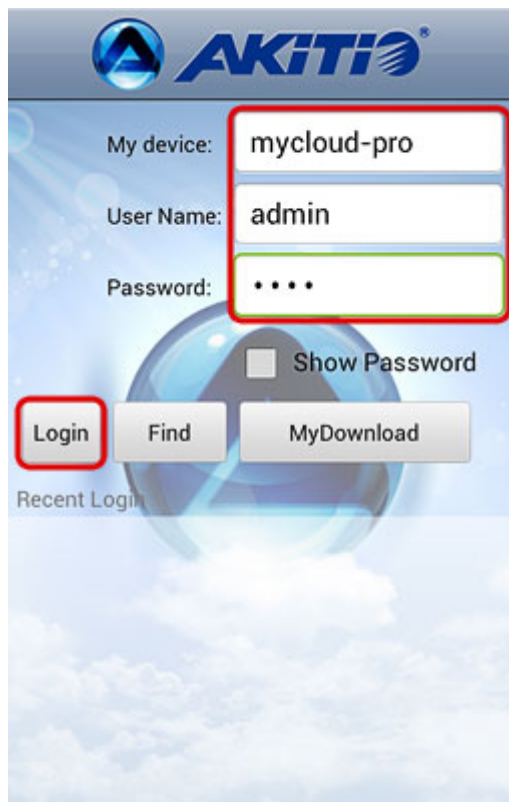 AKiTiO®
My device: mycloud-pro
User Name: admin
Password: ••••
Show Password
Login Find MyDownload
Recent Login